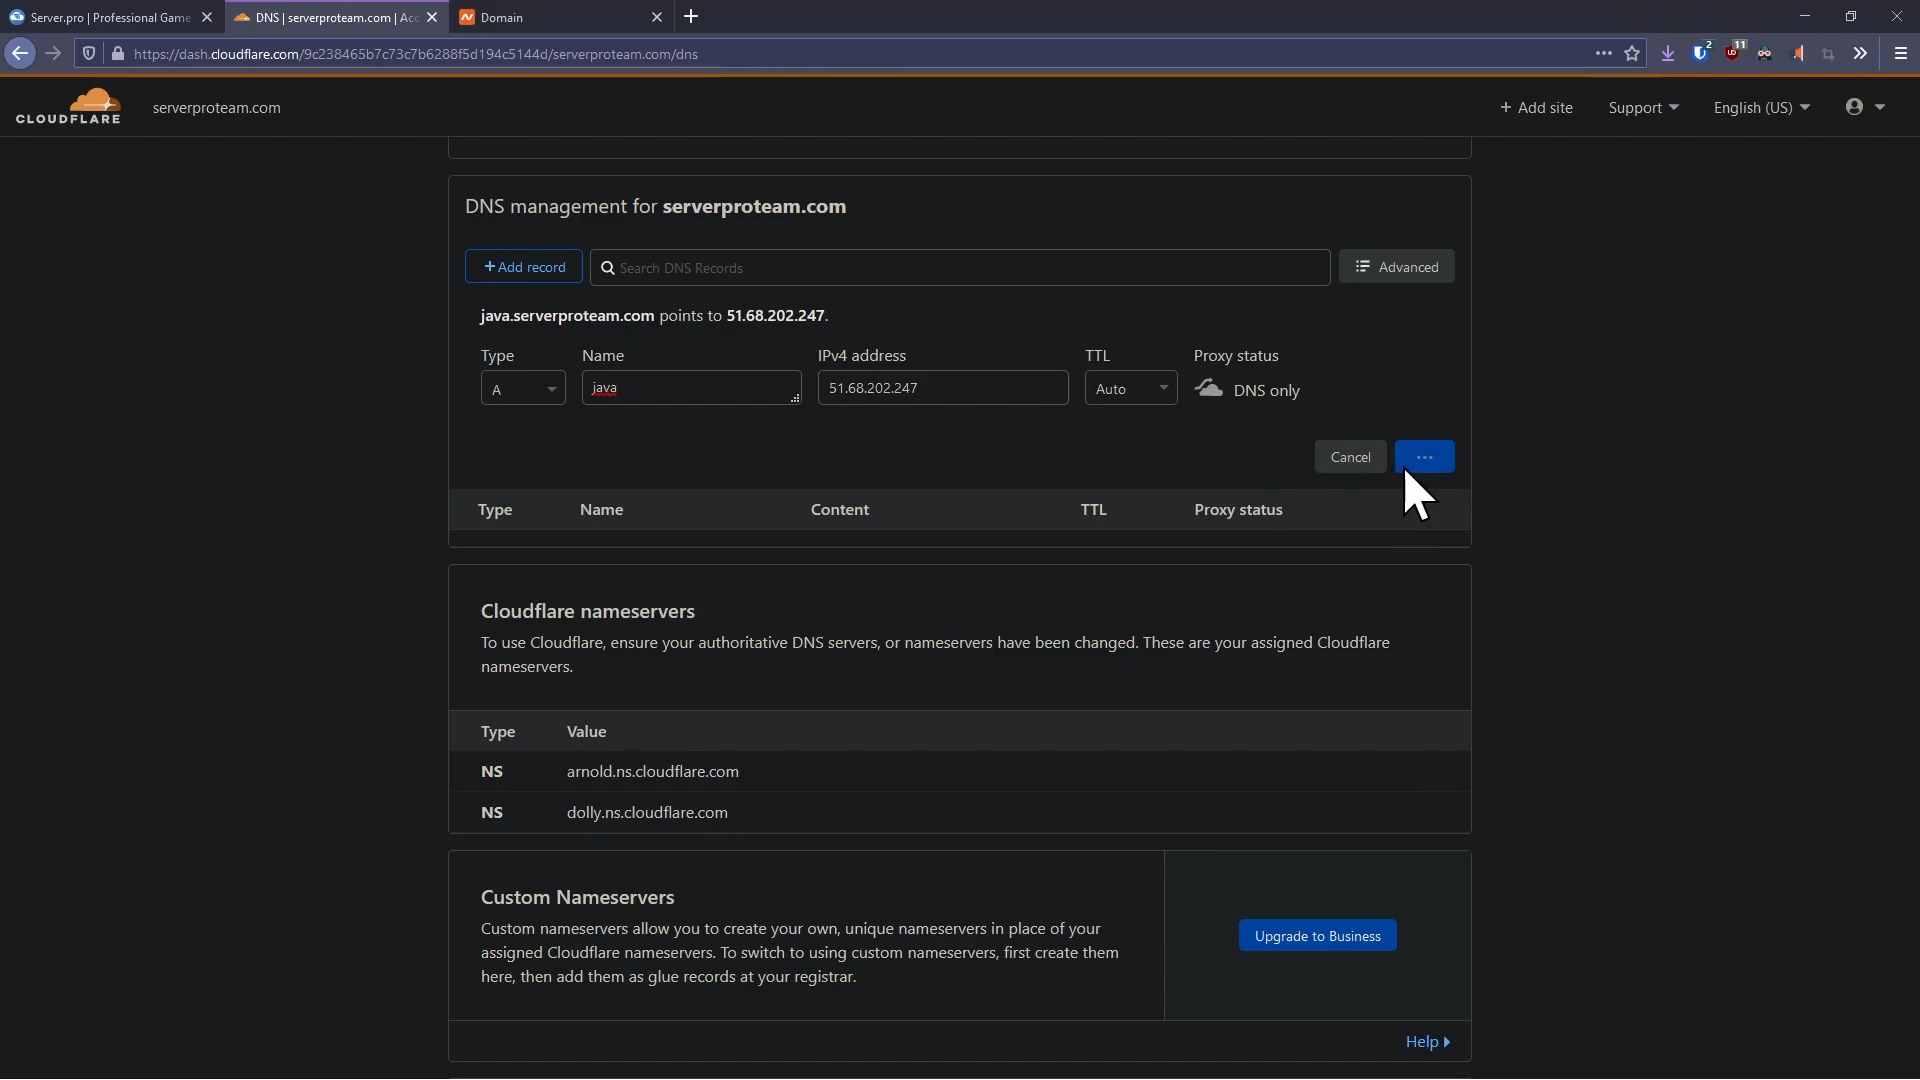 Server.pro | Professional Game
DNS | serverproteam.com | Acc
Domain
https://dash.cloudflare.com/9c238465b7c73c7b6288f5d194c5144d/serverproteam.com/dns
2
11
CLOUDFLARE
serverproteam.com
+ Add site
Support
English (US)
DNS management for serverproteam.com
+Add record
Search DNS Records
Advanced
java.serverproteam.com points to 51.68.202.247.
Type Name IPv4 address TTL Proxy status
A java 51.68.202.247 Auto DNS only
Cancel
Type Name Content TTL Proxy status
Cloudflare nameservers
To use Cloudflare, ensure your authoritative DNS servers, or nameservers have been changed. These are your assigned Cloudflare
nameservers.
Type Value
NS arnold.ns.cloudflare.com
NS dolly.ns.cloudflare.com
Custom Nameservers
Custom nameservers allow you to create your own, unique nameservers in place of your
assigned Cloudflare nameservers. To switch to using custom nameservers, first create them
here, then add them as glue records at your registrar.
Upgrade to Business
Help